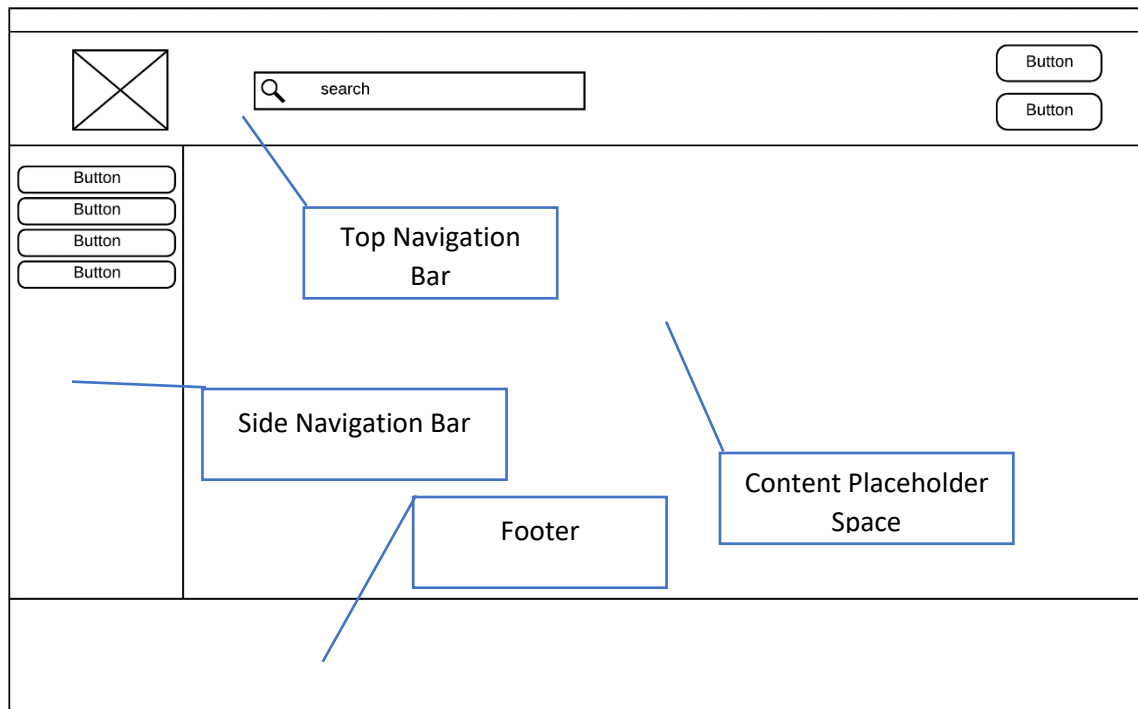 search
Button
Button
Button
Button
Button
Button
Top Navigation
Bar
Side Navigation Bar
Content Placeholder
Space
Footer